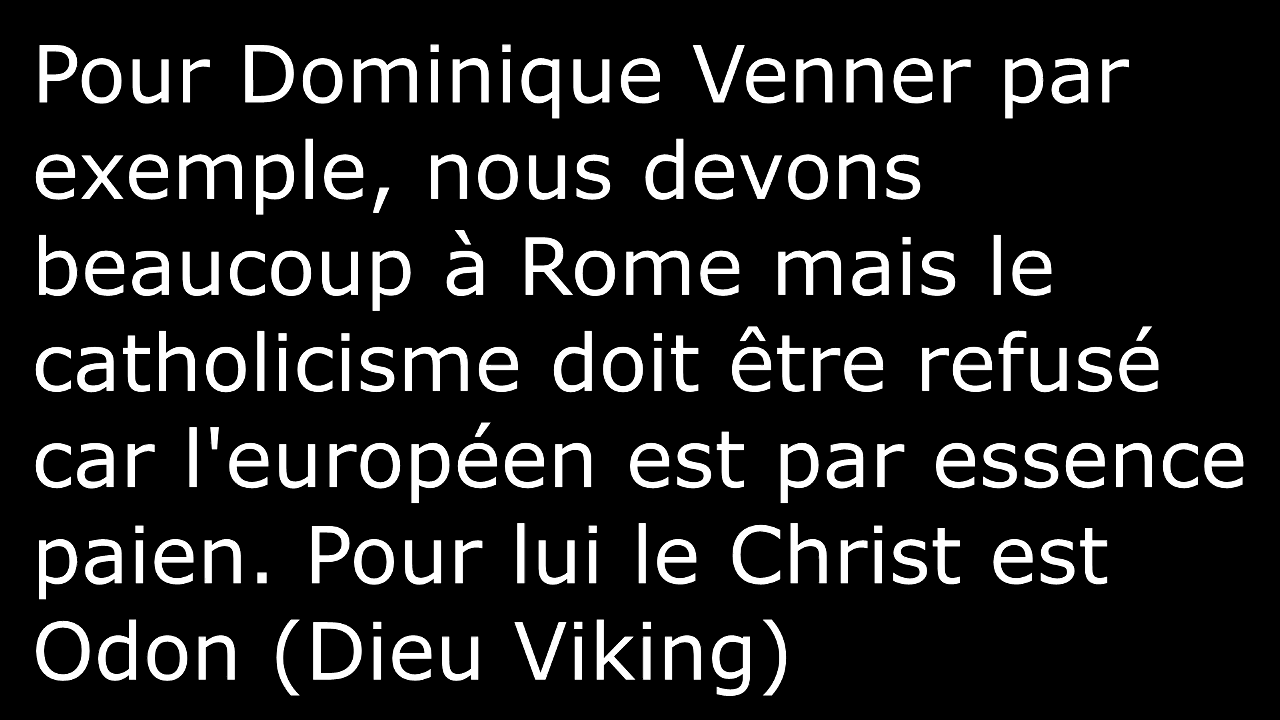 Pour Dominique Venner par
exemple, nous devons
beaucoup à Rome mais le
catholicisme doit être refusé
car l'européen est par essence
paien. Pour lui le Christ est
Odon (Dieu Viking)